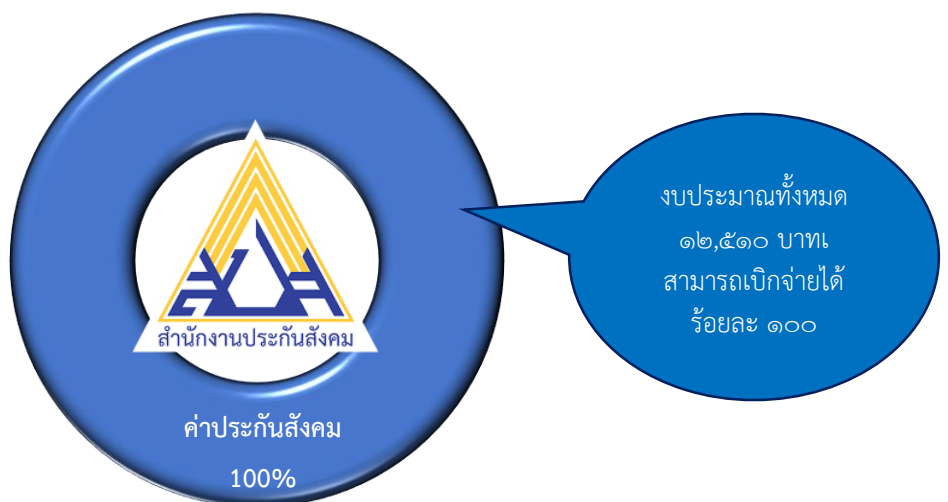 สำนักงานประกันสังคม
ค่าประกันสังคม
100%
งบประมาณทั้งหมด
๑๒,๕๑๐ บาทเ
สามารถเบิกจ่ายได้
ร้อยละ ๑๐๐